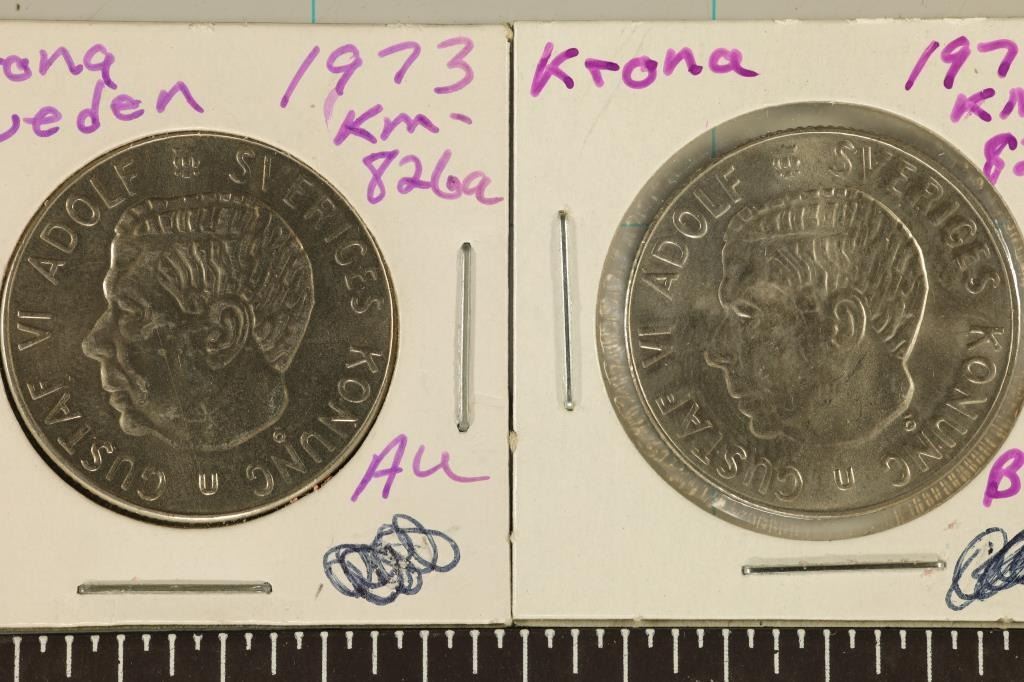 rona
weden
1973
Km-
826a
GUSTAF VI ADOLF SVERIGES KONUNG
U
AU
Krona
197
KM
82
GUSTAF VI ADOLF SVERIGES KONUNG
U
B